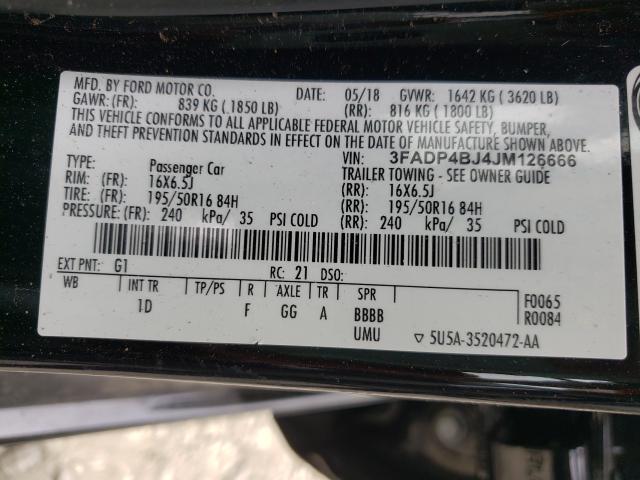 MFD. BY FORD MOTOR CO. DATE: 05/18 GVWR: 1642 KG ( 3620 LB)
GAWR: (FR): 839 KG ( 1850 LB) (RR): 816 KG ( 1800 LB)
THIS VEHICLE CONFORMS TO ALL APPLICABLE FEDERAL MOTOR VEHICLE SAFETY, BUMPER,
AND THEFT PREVENTION STANDARDS IN EFFECT ON THE DATE OF MANUFACTURE SHOWN ABOVE.
VIN: 3FADP4BJ4JM126666
TYPE: Passenger Car TRAILER TOWING - SEE OWNER GUIDE
RIM: (FR): 16X6.5J (RR): 16X6.5J
TIRE: (FR): 195/50R16 84H (RR): 195/50R16 84H
PRESSURE: (FR): 240 kPa/ 35 PSI COLD (RR): 240 kPa/ 35 PSI COLD
EXT PNT: G1 RC: 21 DSO:
WB INT TR TP/PS R AXLE TR SPR F0065
1D F GG A BBBB R0084
UMU ▽ 5U5A-3520472-AA